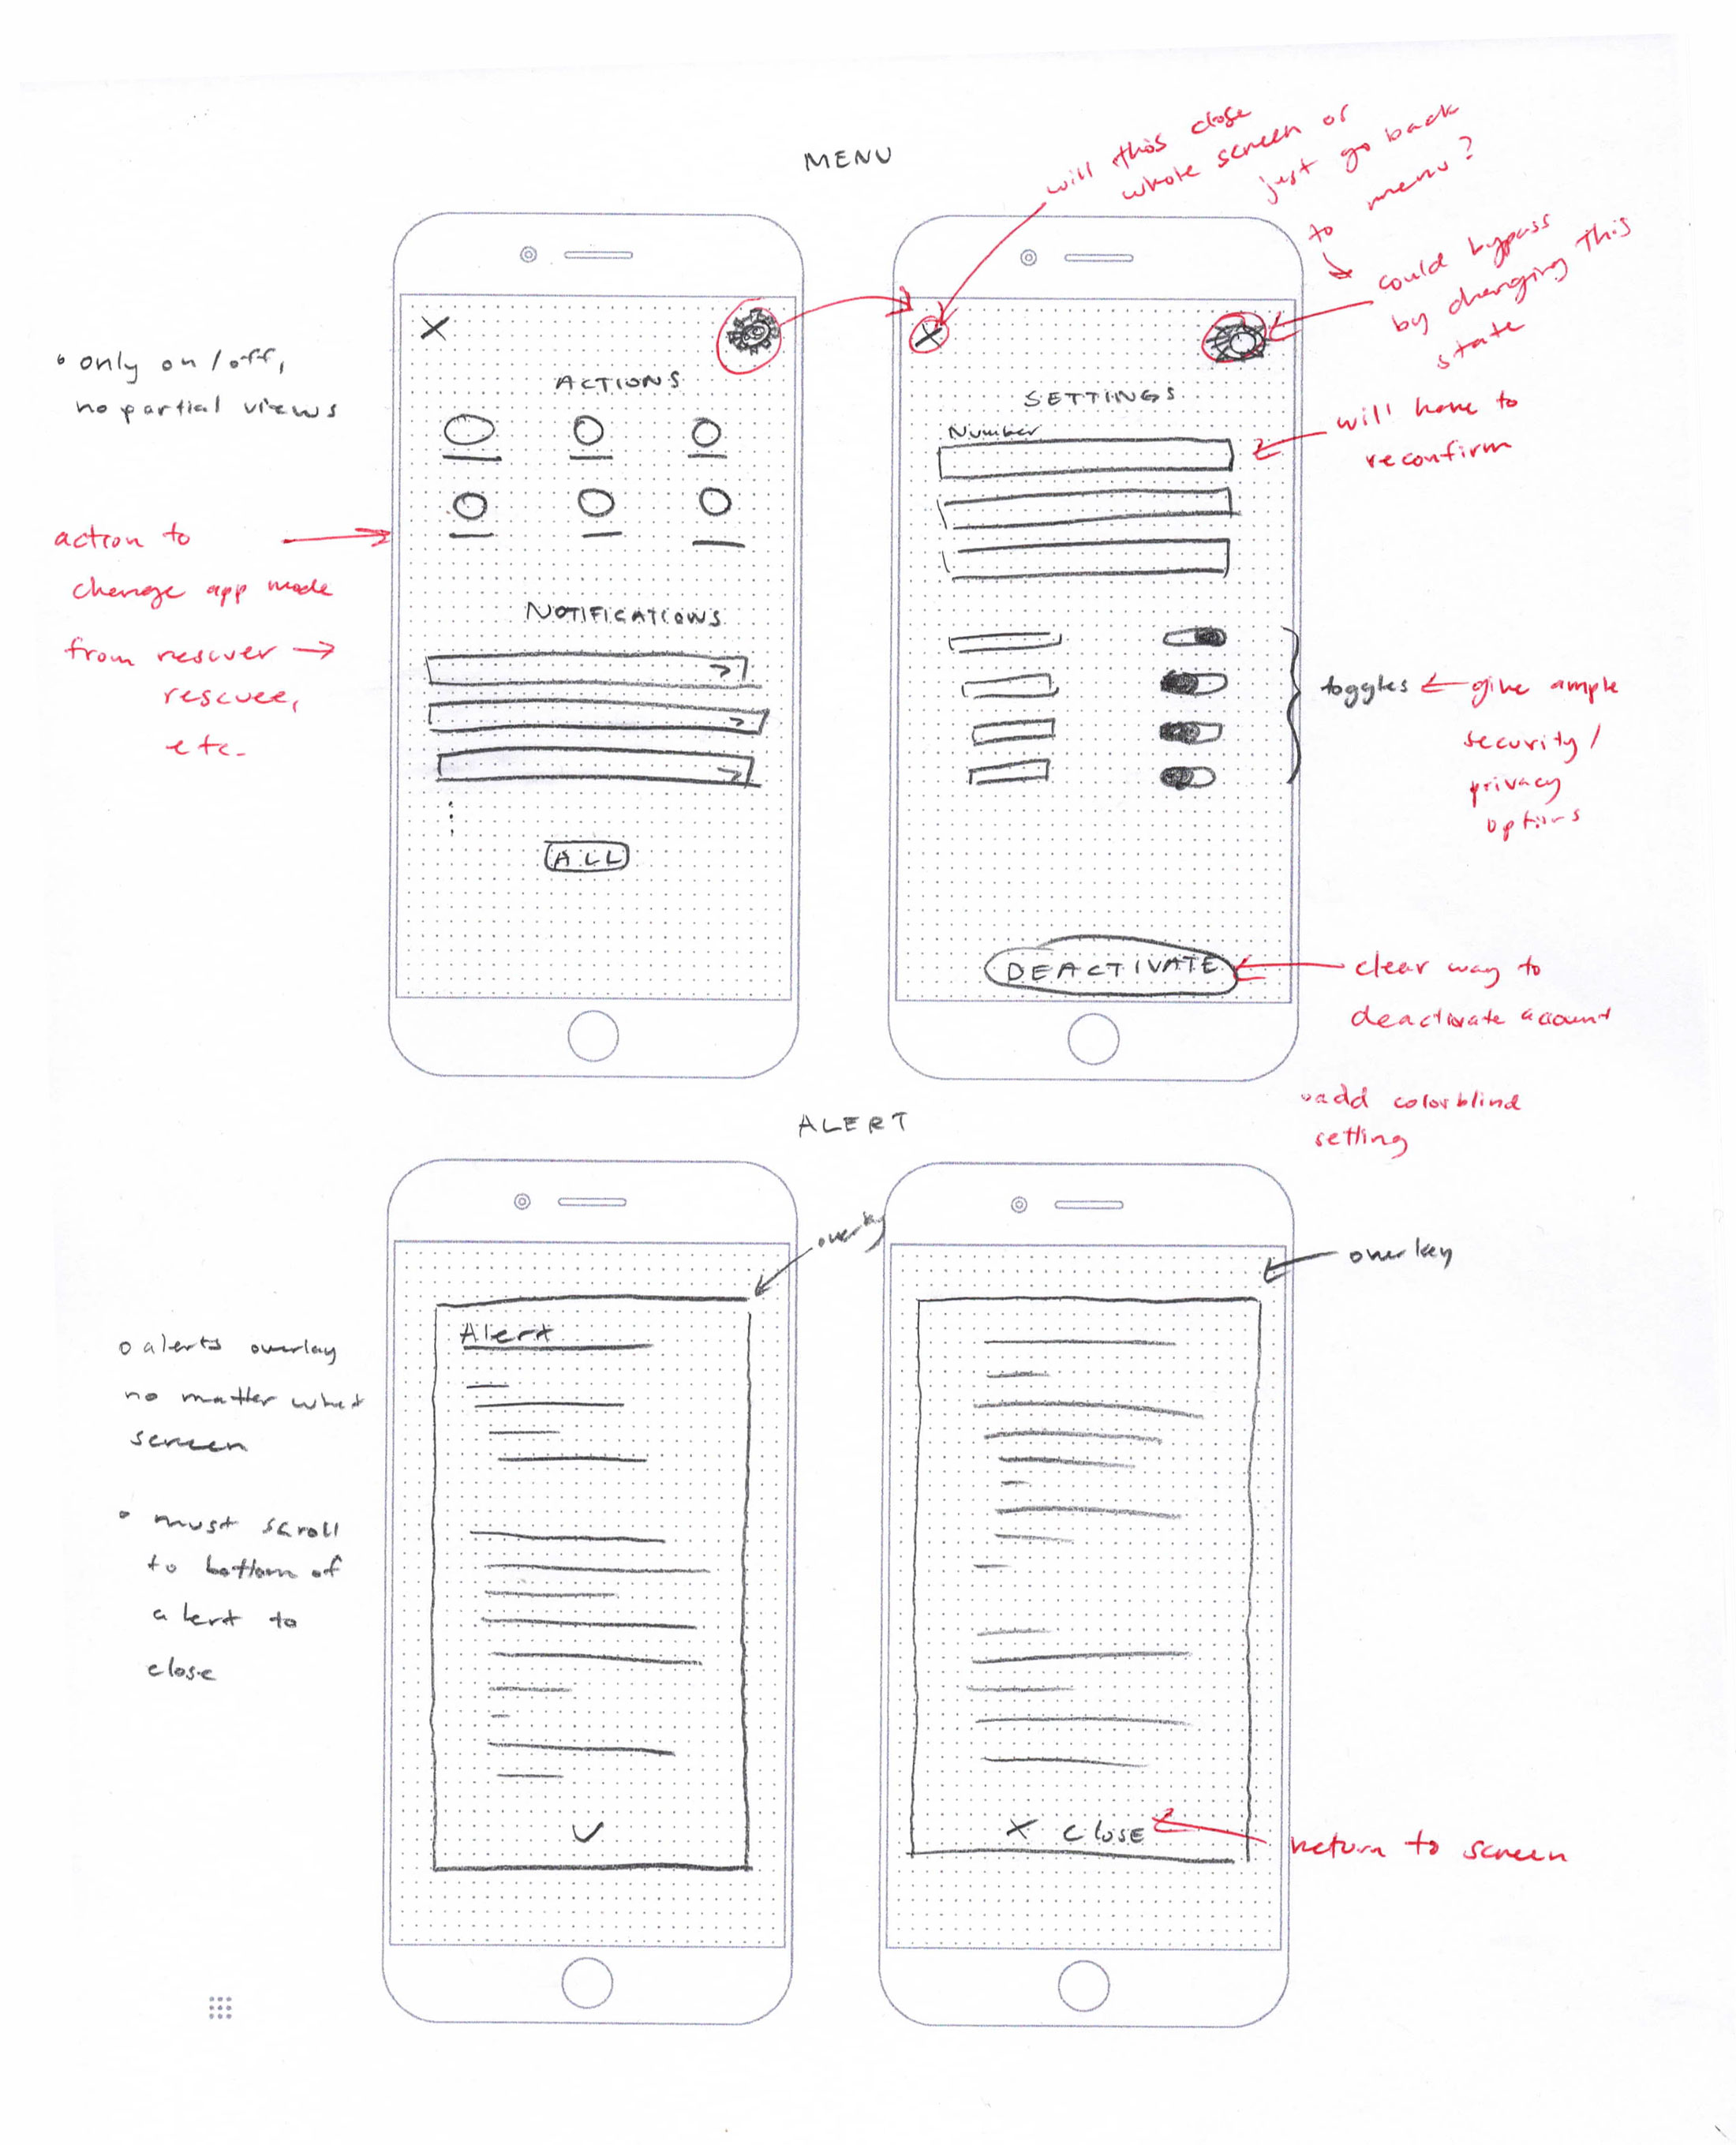 MENU
will this close
whole screen or
just go back
to menu?
could bypass
by changing this
state
• only on/off,
no partial views
ACTIONS
action to
change app mode
from rescuer →
rescuee,
etc.
NOTIFICATIONS
ALL
SETTINGS
Number
will have to
reconfirm
toggles
give ample
security/
privacy
options
DEACTIVATE
clear way to
deactivate account
add colorblind
setting
ALERT
overlay
overlay
Alert
alerts overlay
no matter what
screen
• must scroll
to bottom of
alert to
close
X CLOSE
return to screen